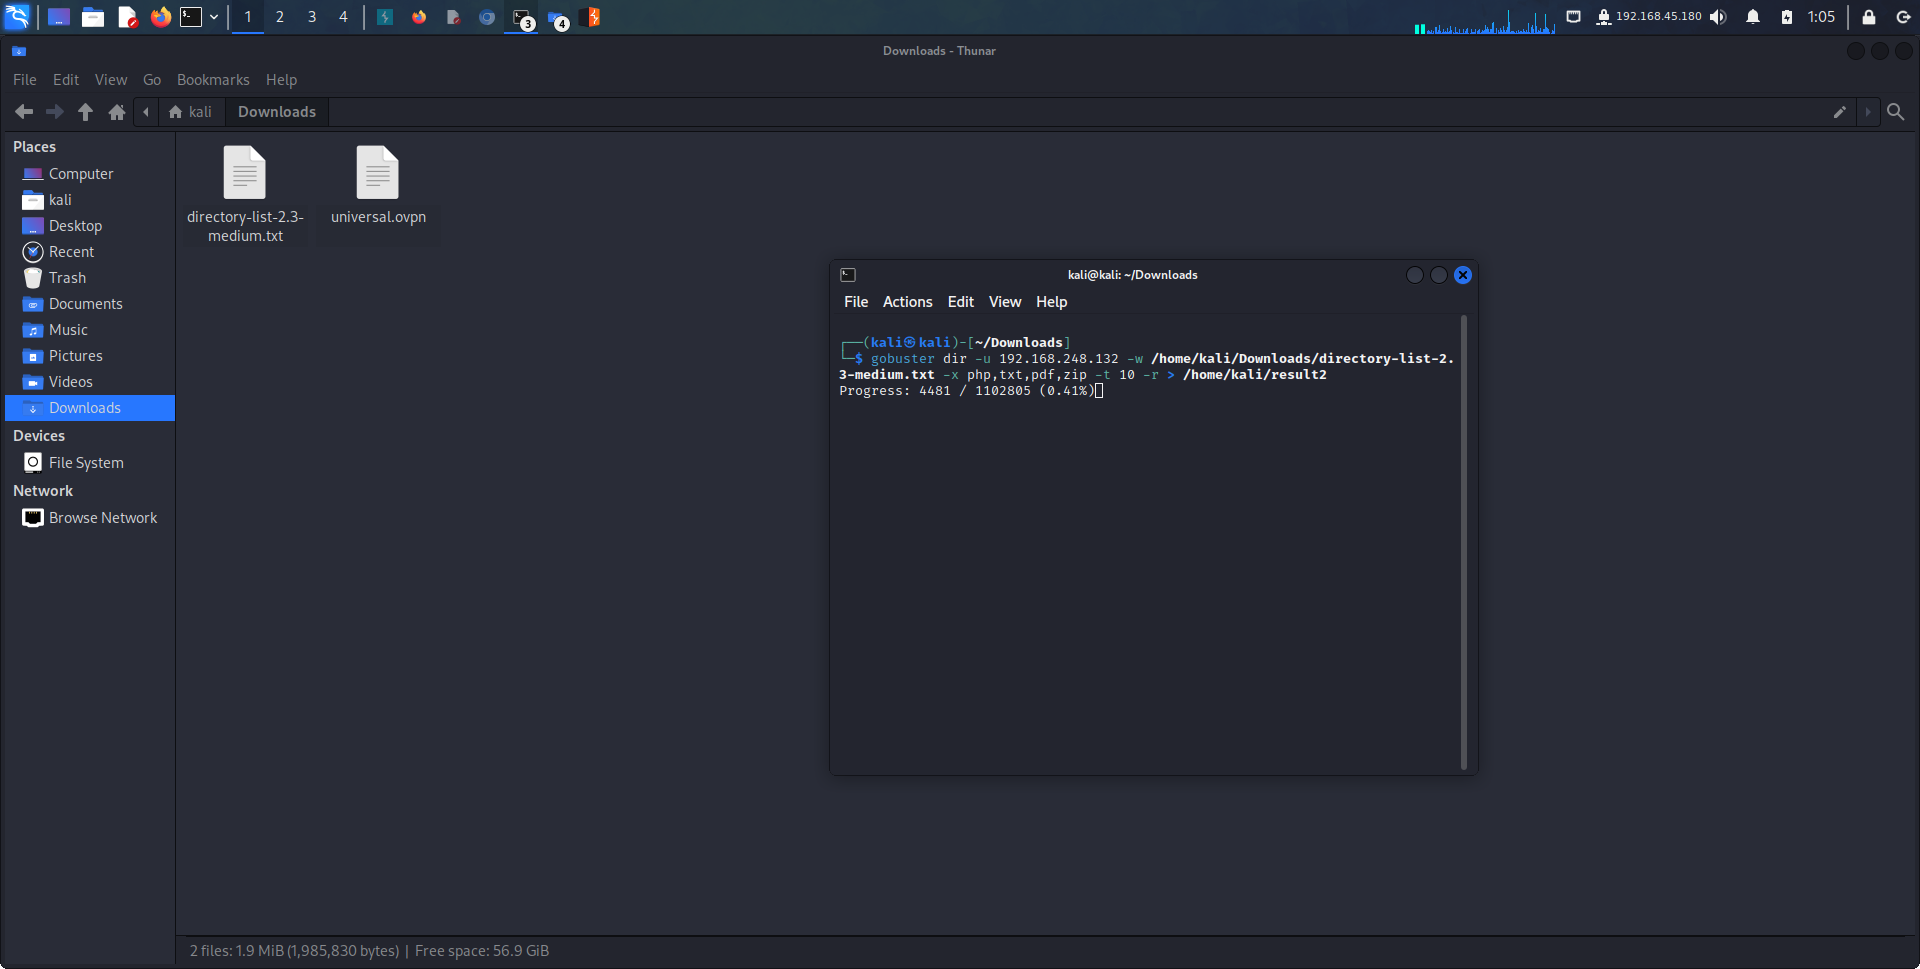 1 2 3 4 3 4 192.168.45.180 1:05
Downloads - Thunar
File Edit View Go Bookmarks Help
kali Downloads
Places
Computer
kali
Desktop
Recent
Trash
Documents
Music
Pictures
Videos
Downloads
Devices
File System
Network
Browse Network
directory-list-2.3-
medium.txt
universal.ovpn
kali@kali: ~/Downloads
File Actions Edit View Help
┌──(kali㉿kali)-[~/Downloads]
└─$ gobuster dir -u 192.168.248.132 -w /home/kali/Downloads/directory-list-2.
3-medium.txt -x php,txt,pdf,zip -t 10 -r > /home/kali/result2
Progress: 4481 / 1102805 (0.41%)
2 files: 1.9 MiB (1,985,830 bytes) | Free space: 56.9 GiB